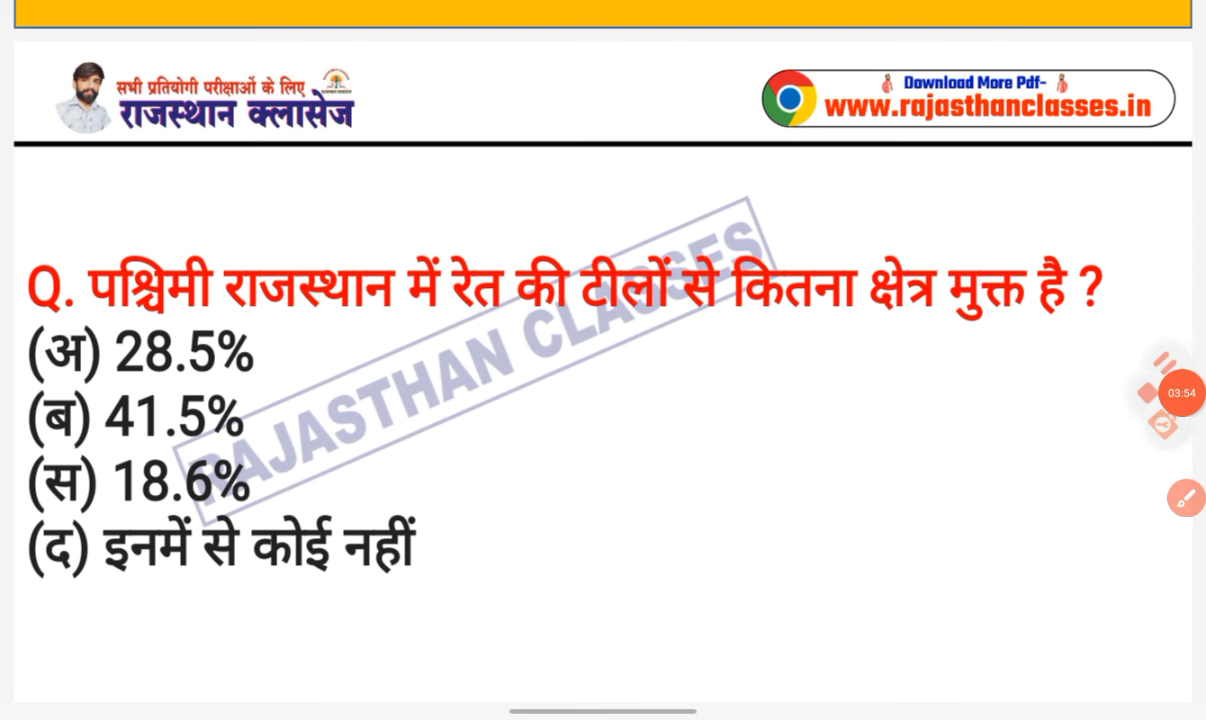 सभी प्रतियोगी परीक्षाओं के लिए
राजस्थान क्लासेज
Download More Pdf-
www.rajasthanclasses.in
RAJASTHAN CLASSES
Q. पश्चिमी राजस्थान में रेत की टीलों से कितना क्षेत्र मुक्त है ?
(अ) 28.5%
(ब) 41.5%
(स) 18.6%
(द) इनमें से कोई नहीं
03:54